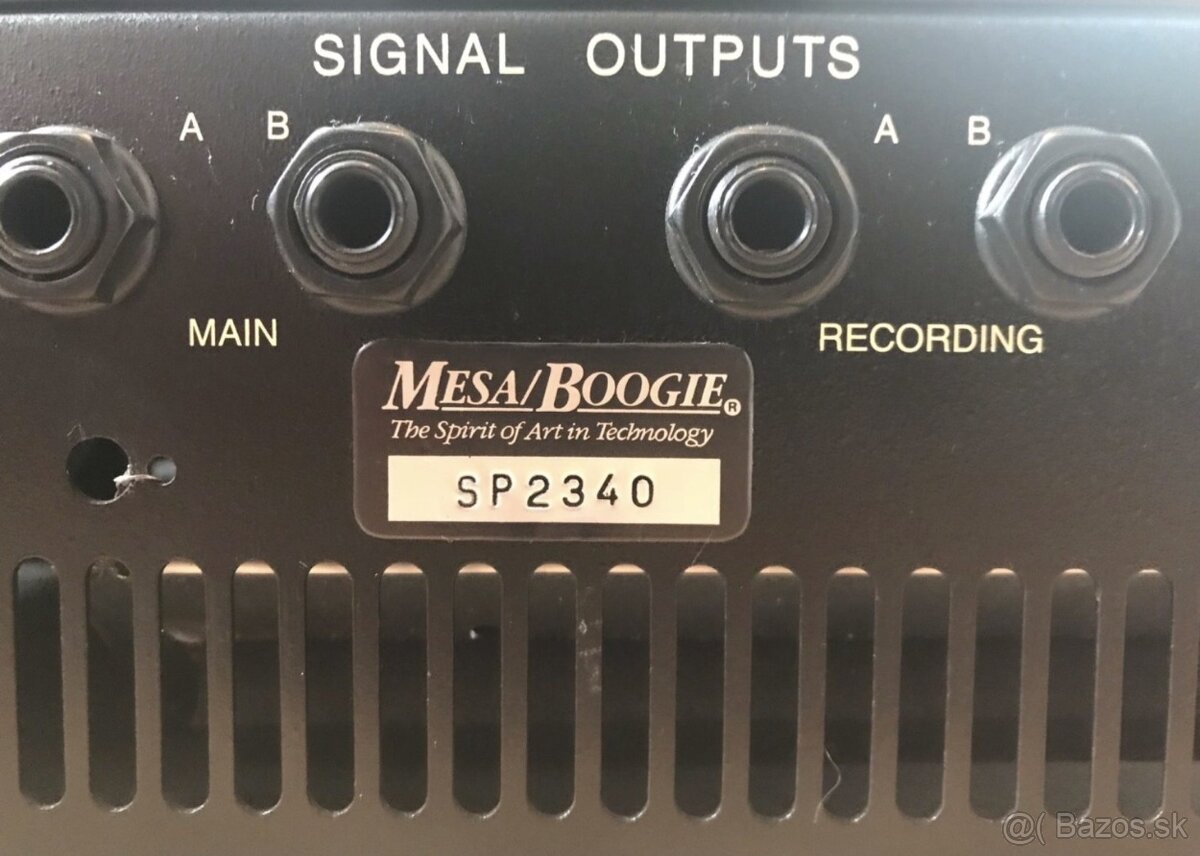 SIGNAL OUTPUTS
A B A B
MAIN RECORDING
MESA/BOOGIE®
The Spirit of Art in Technology
SP2340
@( Bazos.sk